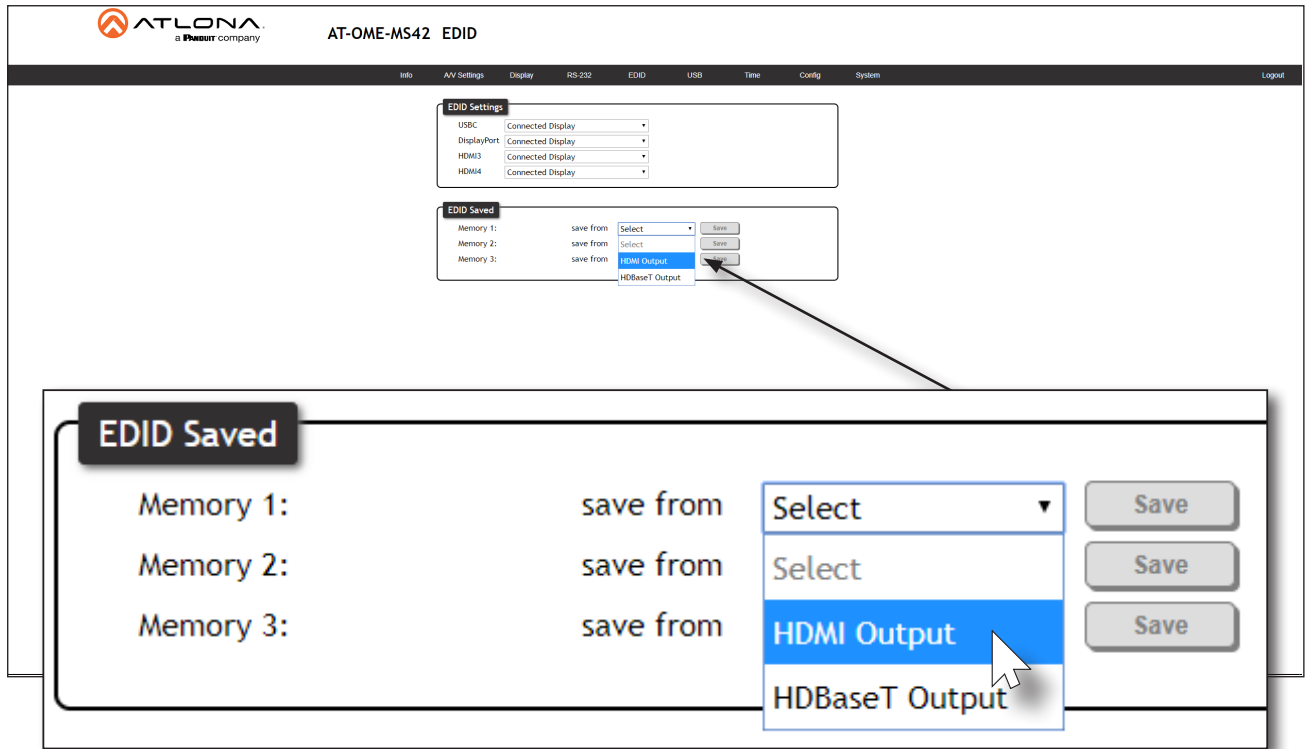 ATLONA.
a PANDUIT company
AT-OME-MS42 EDID
Info A/V Settings Display RS-232 EDID USB Time Config System Logout
EDID Settings
USBC Connected Display
DisplayPort Connected Display
HDMI3 Connected Display
HDMI4 Connected Display
EDID Saved
Memory 1: save from Select Save
Memory 2: save from Select Save
Memory 3: save from HDMI Output Save
HDBaseT Output
EDID Saved
Memory 1: save from Select Save
Memory 2: save from Select Save
Memory 3: save from HDMI Output Save
HDBaseT Output